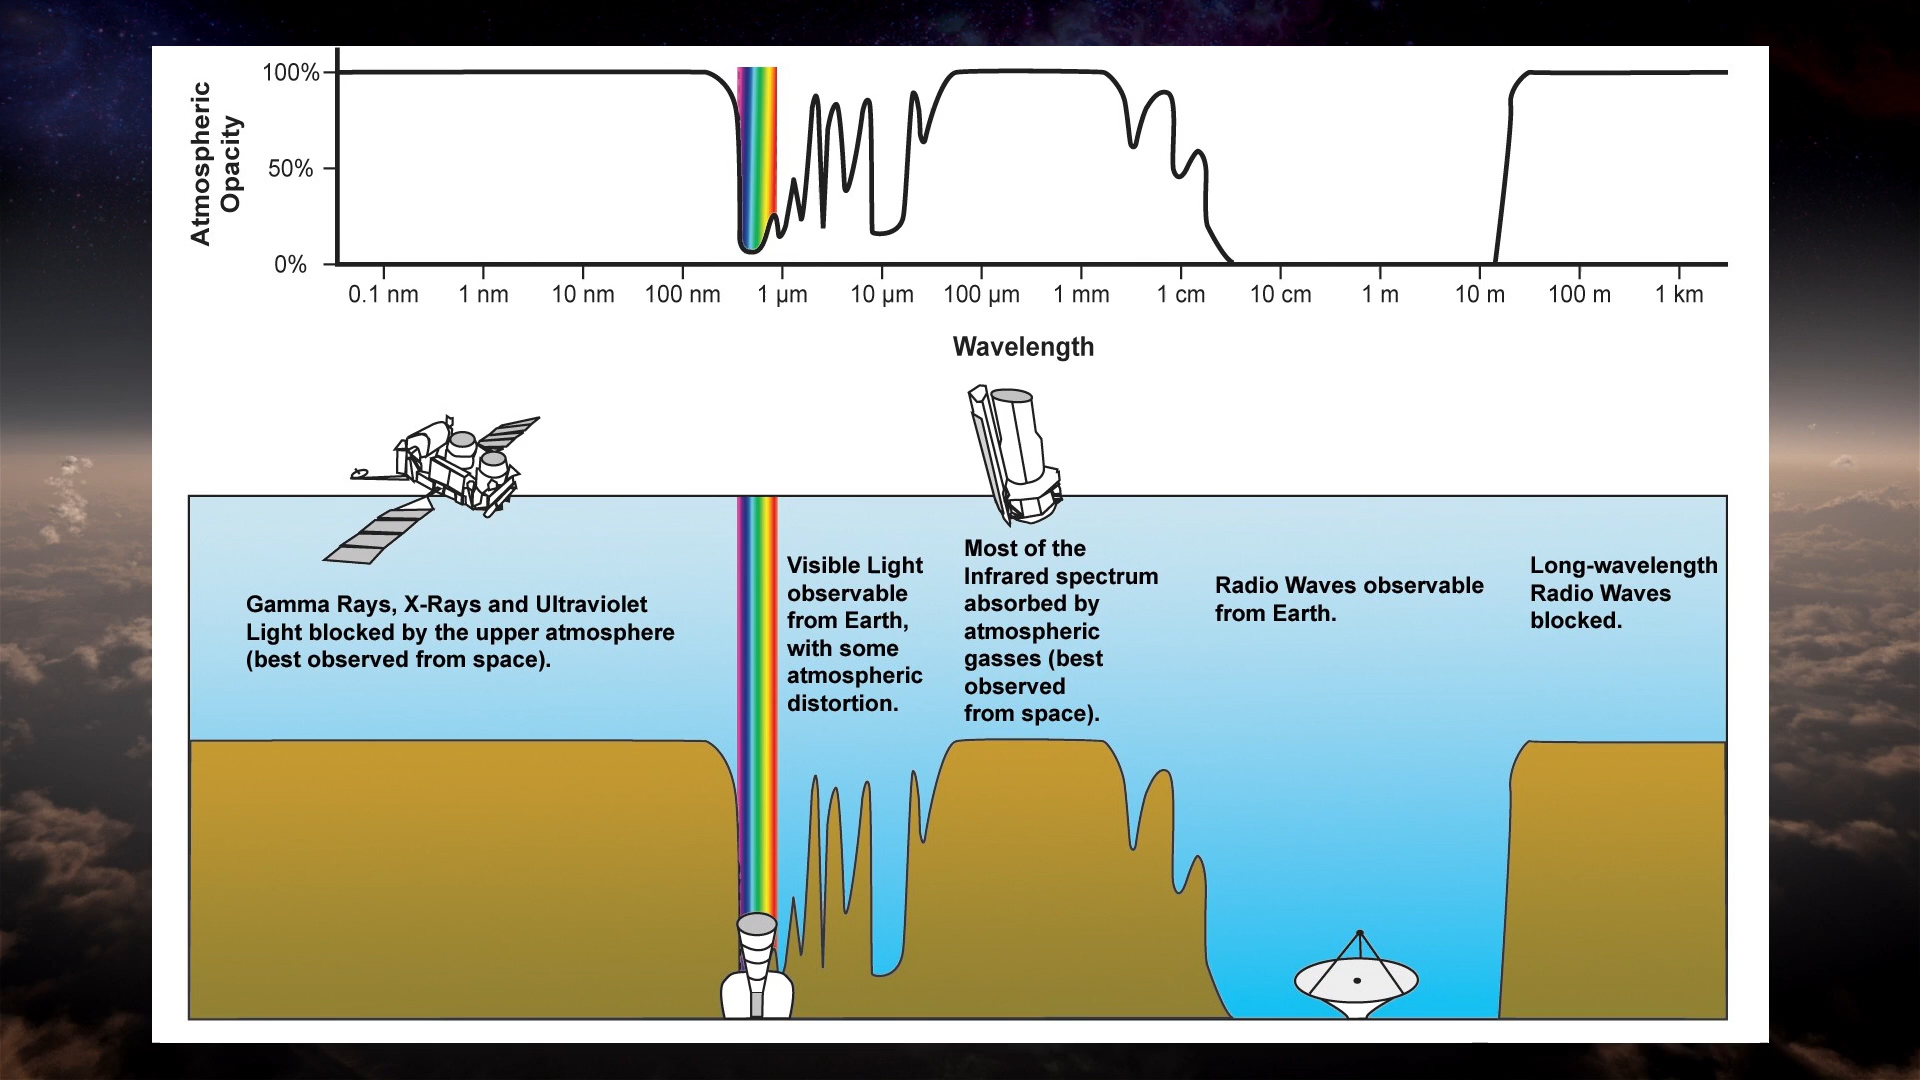 Atmospheric
Opacity
100%
50%
0%
0.1 nm 1 nm 10 nm 100 nm 1 µm 10 µm 100 µm 1 mm 1 cm 10 cm 1 m 10 m 100 m 1 km
Wavelength
Gamma Rays, X-Rays and Ultraviolet
Light blocked by the upper atmosphere
(best observed from space).
Visible Light
observable
from Earth,
with some
atmospheric
distortion.
Most of the
Infrared spectrum
absorbed by
atmospheric
gasses (best
observed
from space).
Radio Waves observable
from Earth.
Long-wavelength
Radio Waves
blocked.